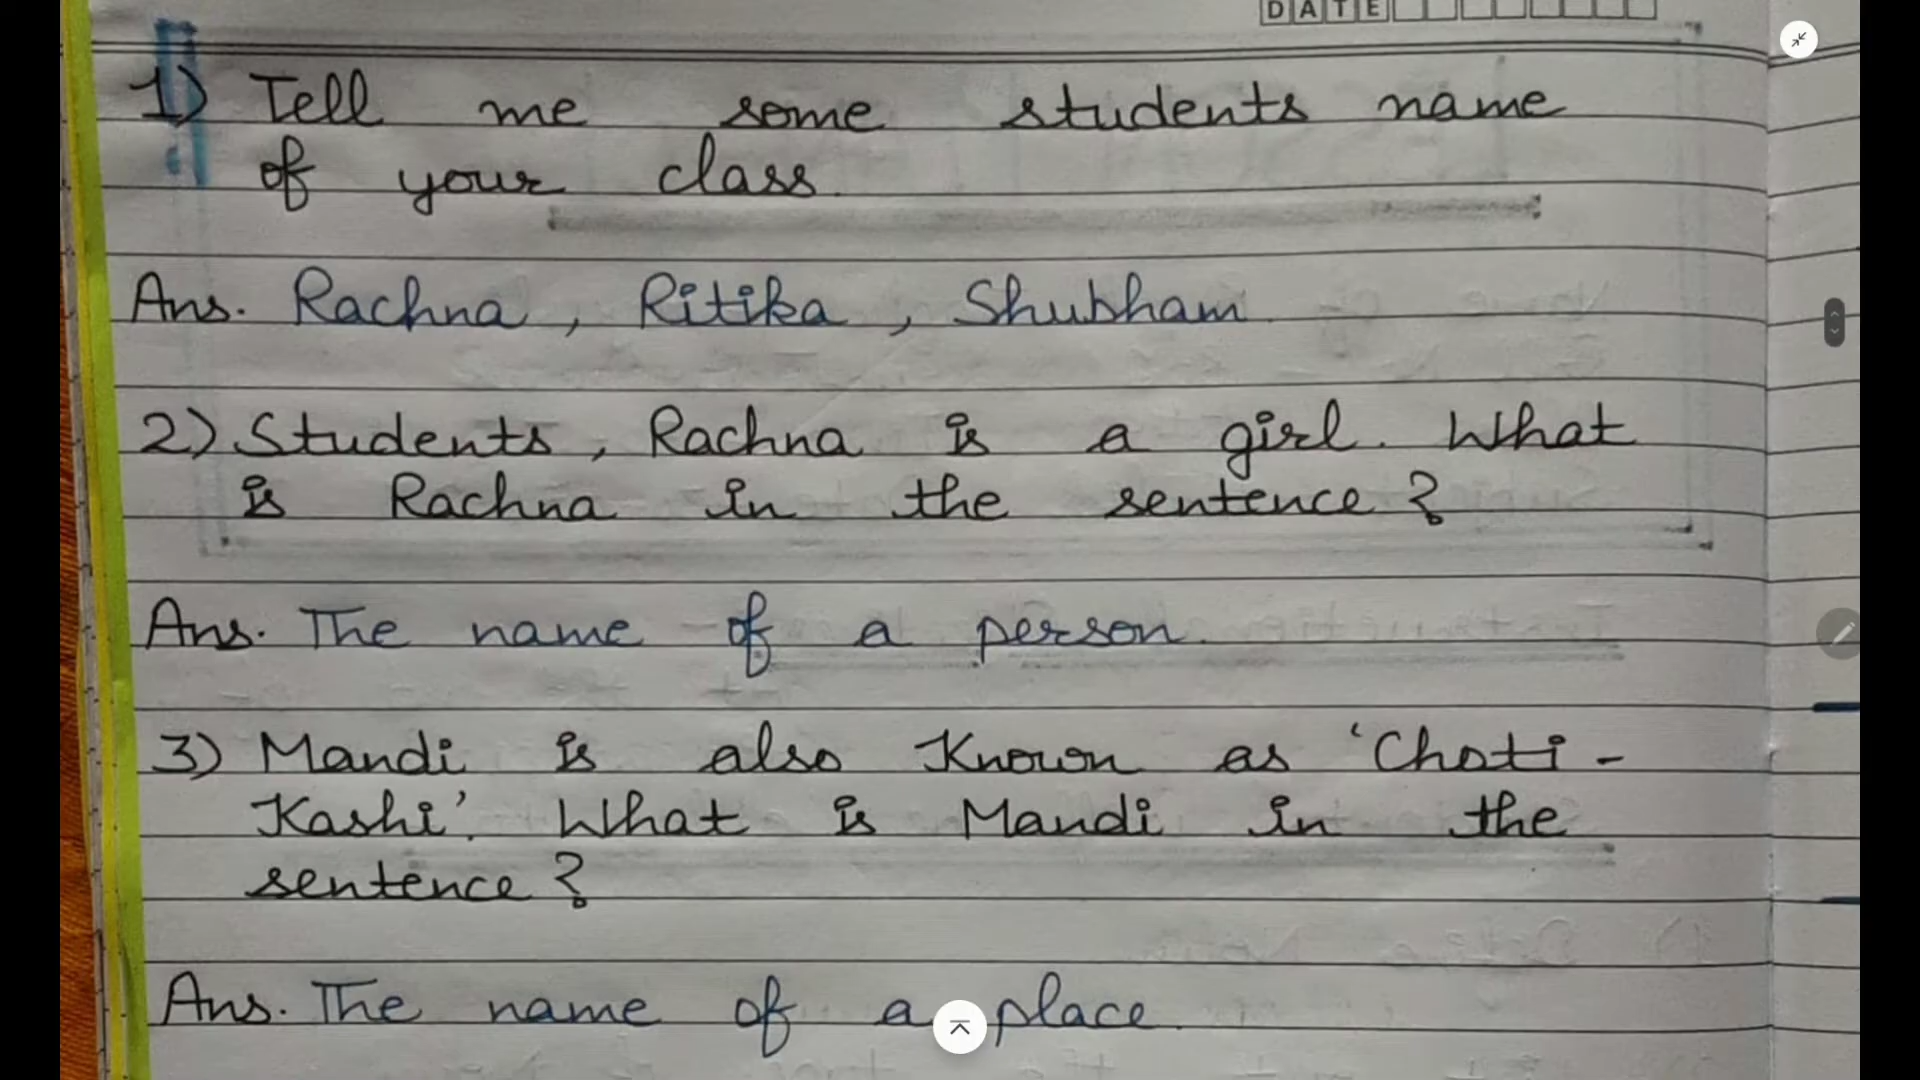 DATE
1) Tell me some students name
of your class.
Ans. Rachna, Ritika, Shubham.
2) Students, Rachna is a girl. What
is Rachna in the sentence?
Ans. The name of a person.
3) Mandi is also Known as 'Choti-
Kashi'. What is Mandi in the
sentence?
Ans. The name of a place.